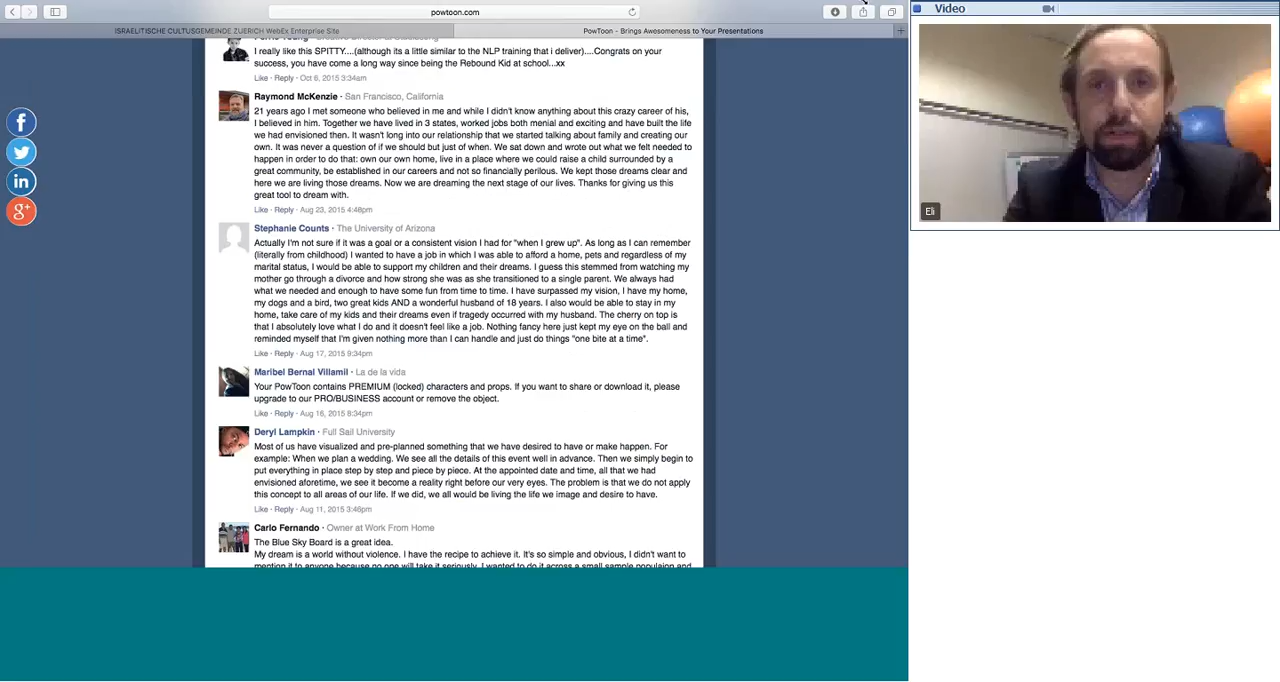 powtoon.com
Video
ISRAELITISCHE CULTUSGEMEINDE ZUERICH WebEx Enterprise Site
PowToon - Brings Awesomeness to Your Presentations
I really like this SPITTY....(although its a little similar to the NLP training that i deliver)....Congrats on your
success, you have come a long way since being the Rebound Kid at school...xx
Like · Reply · Oct 6, 2015 3:34am
Raymond McKenzie · San Francisco, California
21 years ago I met someone who believed in me and while I didn't know anything about this crazy career of his,
I believed in him. Together we have lived in 3 states, worked jobs both menial and exciting and have built the life
we had envisioned then. It wasn't long into our relationship that we started talking about family and creating our
own. It was never a question of if we should but just of when. We sat down and wrote out what we felt needed to
happen in order to do that: own our own home, live in a place where we could raise a child surrounded by a
great community, be established in our careers and not so financially perilous. We kept those dreams clear and
here we are living those dreams. Now we are dreaming the next stage of our lives. Thanks for giving us this
great tool to dream with.
Like · Reply · Aug 23, 2015 4:48pm
Stephanie Counts · The University of Arizona
Actually I'm not sure if it was a goal or a consistent vision I had for "when I grew up". As long as I can remember
(literally from childhood) I wanted to have a job in which I was able to afford a home, pets and regardless of my
marital status, I would be able to support my children and their dreams. I guess this stemmed from watching my
mother go through a divorce and how strong she was as she transitioned to a single parent. We always had
what we needed and enough to have some fun from time to time. I have surpassed my vision, I have my home,
my dogs and a bird, two great kids AND a wonderful husband of 18 years. I also would be able to stay in my
home, take care of my kids and their dreams even if tragedy occurred with my husband. The cherry on top is
that I absolutely love what I do and it doesn't feel like a job. Nothing fancy here just kept my eye on the ball and
reminded myself that I'm given nothing more than I can handle and just do things "one bite at a time".
Like · Reply · Aug 17, 2015 9:34pm
Maribel Bernal Villamil · La de la vida
Your PowToon contains PREMIUM (locked) characters and props. If you want to share or download it, please
upgrade to our PRO/BUSINESS account or remove the object.
Like · Reply · Aug 16, 2015 8:34pm
Deryl Lampkin · Full Sail University
Most of us have visualized and pre-planned something that we have desired to have or make happen. For
example: When we plan a wedding. We see all the details of this event well in advance. Then we simply begin to
put everything in place step by step and piece by piece. At the appointed date and time, all that we had
envisioned aforetime, we see it become a reality right before our very eyes. The problem is that we do not apply
this concept to all areas of our life. If we did, we all would be living the life we image and desire to have.
Like · Reply · Aug 11, 2015 3:46pm
Carlo Fernando · Owner at Work From Home
The Blue Sky Board is a great idea.
My dream is a world without violence. I have the recipe to achieve it. It's so simple and obvious, I didn't want to
mention it to anyone because no one will take it seriously. I wanted to do it across a small sample populaion and
f
in
g+
Eli